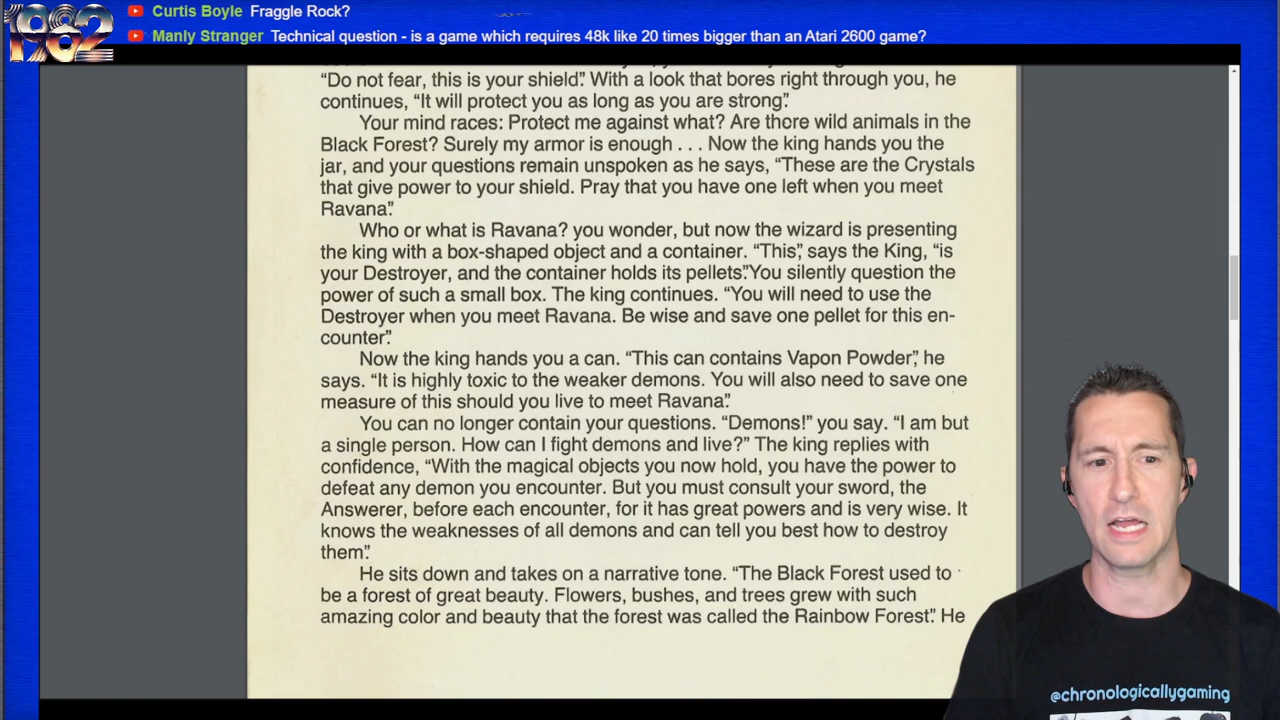 1982
Curtis Boyle Fraggle Rock?
Manly Stranger Technical question - is a game which requires 48k like 20 times bigger than an Atari 2600 game?
“Do not fear, this is your shield”. With a look that bores right through you, he
continues, “It will protect you as long as you are strong”.
Your mind races: Protect me against what? Are there wild animals in the
Black Forest? Surely my armor is enough . . . Now the king hands you the
jar, and your questions remain unspoken as he says, “These are the Crystals
that give power to your shield. Pray that you have one left when you meet
Ravana”.
Who or what is Ravana? you wonder, but now the wizard is presenting
the king with a box-shaped object and a container. “This”, says the King, “is
your Destroyer, and the container holds its pellets”. You silently question the
power of such a small box. The king continues. “You will need to use the
Destroyer when you meet Ravana. Be wise and save one pellet for this en-
counter”.
Now the king hands you a can. “This can contains Vapon Powder”, he
says. “It is highly toxic to the weaker demons. You will also need to save one
measure of this should you live to meet Ravana”.
You can no longer contain your questions. “Demons!” you say. “I am but
a single person. How can I fight demons and live?” The king replies with
confidence, “With the magical objects you now hold, you have the power to
defeat any demon you encounter. But you must consult your sword, the
Answerer, before each encounter, for it has great powers and is very wise. It
knows the weaknesses of all demons and can tell you best how to destroy
them”.
He sits down and takes on a narrative tone. “The Black Forest used to
be a forest of great beauty. Flowers, bushes, and trees grew with such
amazing color and beauty that the forest was called the Rainbow Forest”. He
@chronologicallygaming